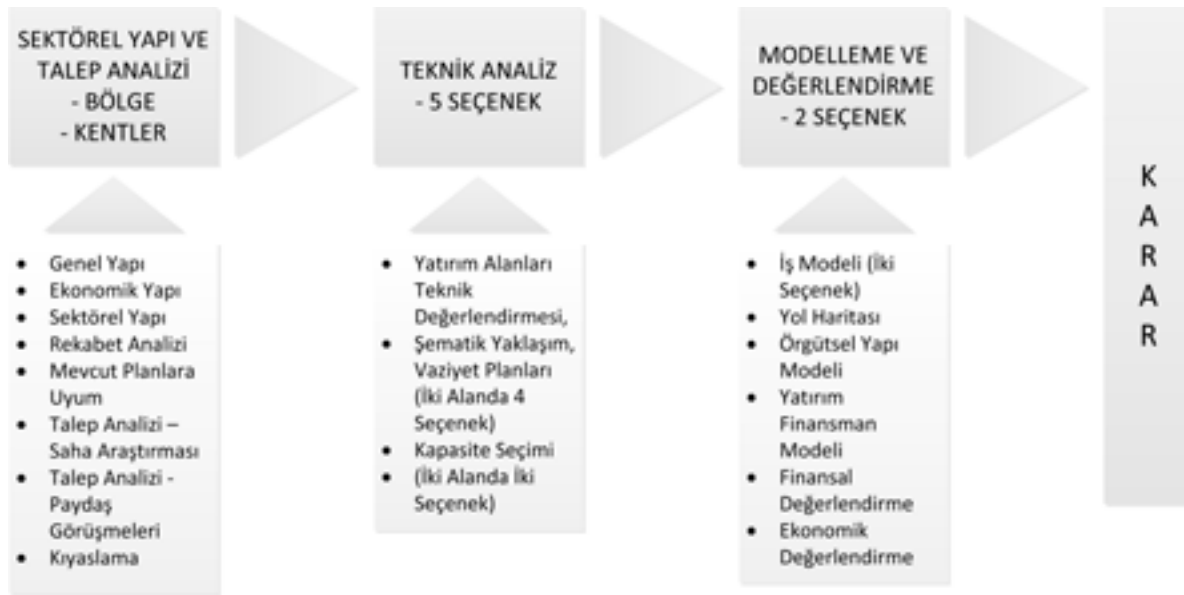 SEKTÖREL YAPI VE
TALEP ANALİZİ
- BÖLGE
- KENTLER
TEKNİK ANALİZ
- 5 SEÇENEK
MODELLEME VE
DEĞERLENDİRME
- 2 SEÇENEK
K
A
R
A
R
• Genel Yapı
• Ekonomik Yapı
• Sektörel Yapı
• Rekabet Analizi
• Mevcut Planlara
Uyum
• Talep Analizi –
Saha Araştırması
• Talep Analizi -
Paydaş
Görüşmeleri
• Kıyaslama
• Yatırım Alanları
Teknik
Değerlendirmesi,
• Şematik Yaklaşım,
Vaziyet Planları
(İki Alanda 4
Seçenek)
• Kapasite Seçimi
• (İki Alanda İki
Seçenek)
• İş Modeli (İki
Seçenek)
• Yol Haritası
• Örgütsel Yapı
Modeli
• Yatırım
Finansman
Modeli
• Finansal
Değerlendirme
• Ekonomik
Değerlendirme